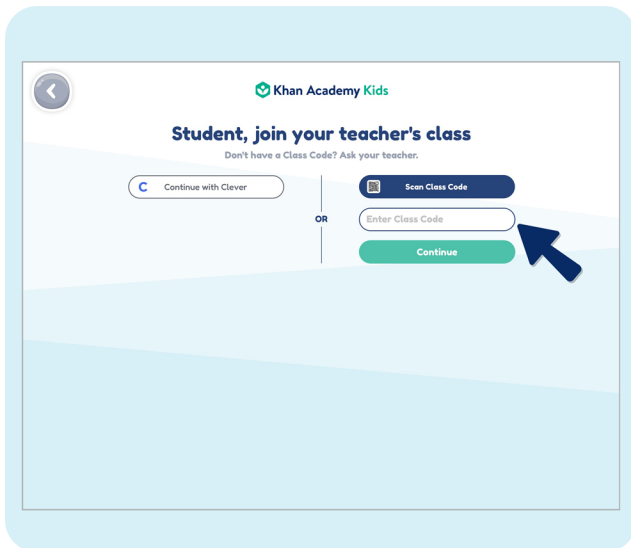 Khan Academy Kids
Student, join your teacher's class
Don't have a Class Code? Ask your teacher.
C Continue with Clever
OR
Scan Class Code
Enter Class Code
Continue